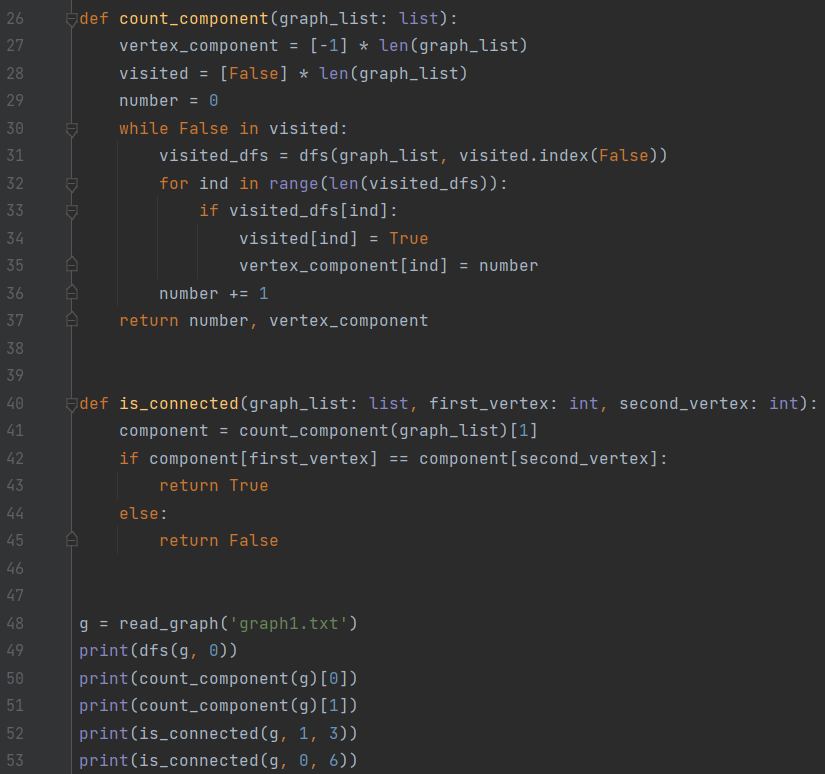 26 def count_component(graph_list: list):
27     vertex_component = [-1] * len(graph_list)
28     visited = [False] * len(graph_list)
29     number = 0
30     while False in visited:
31         visited_dfs = dfs(graph_list, visited.index(False))
32         for ind in range(len(visited_dfs)):
33             if visited_dfs[ind]:
34                 visited[ind] = True
35                 vertex_component[ind] = number
36         number += 1
37     return number, vertex_component
38
39
40 def is_connected(graph_list: list, first_vertex: int, second_vertex: int):
41     component = count_component(graph_list)[1]
42     if component[first_vertex] == component[second_vertex]:
43         return True
44     else:
45         return False
46
47
48 g = read_graph('graph1.txt')
49 print(dfs(g, 0))
50 print(count_component(g)[0])
51 print(count_component(g)[1])
52 print(is_connected(g, 1, 3))
53 print(is_connected(g, 0, 6))